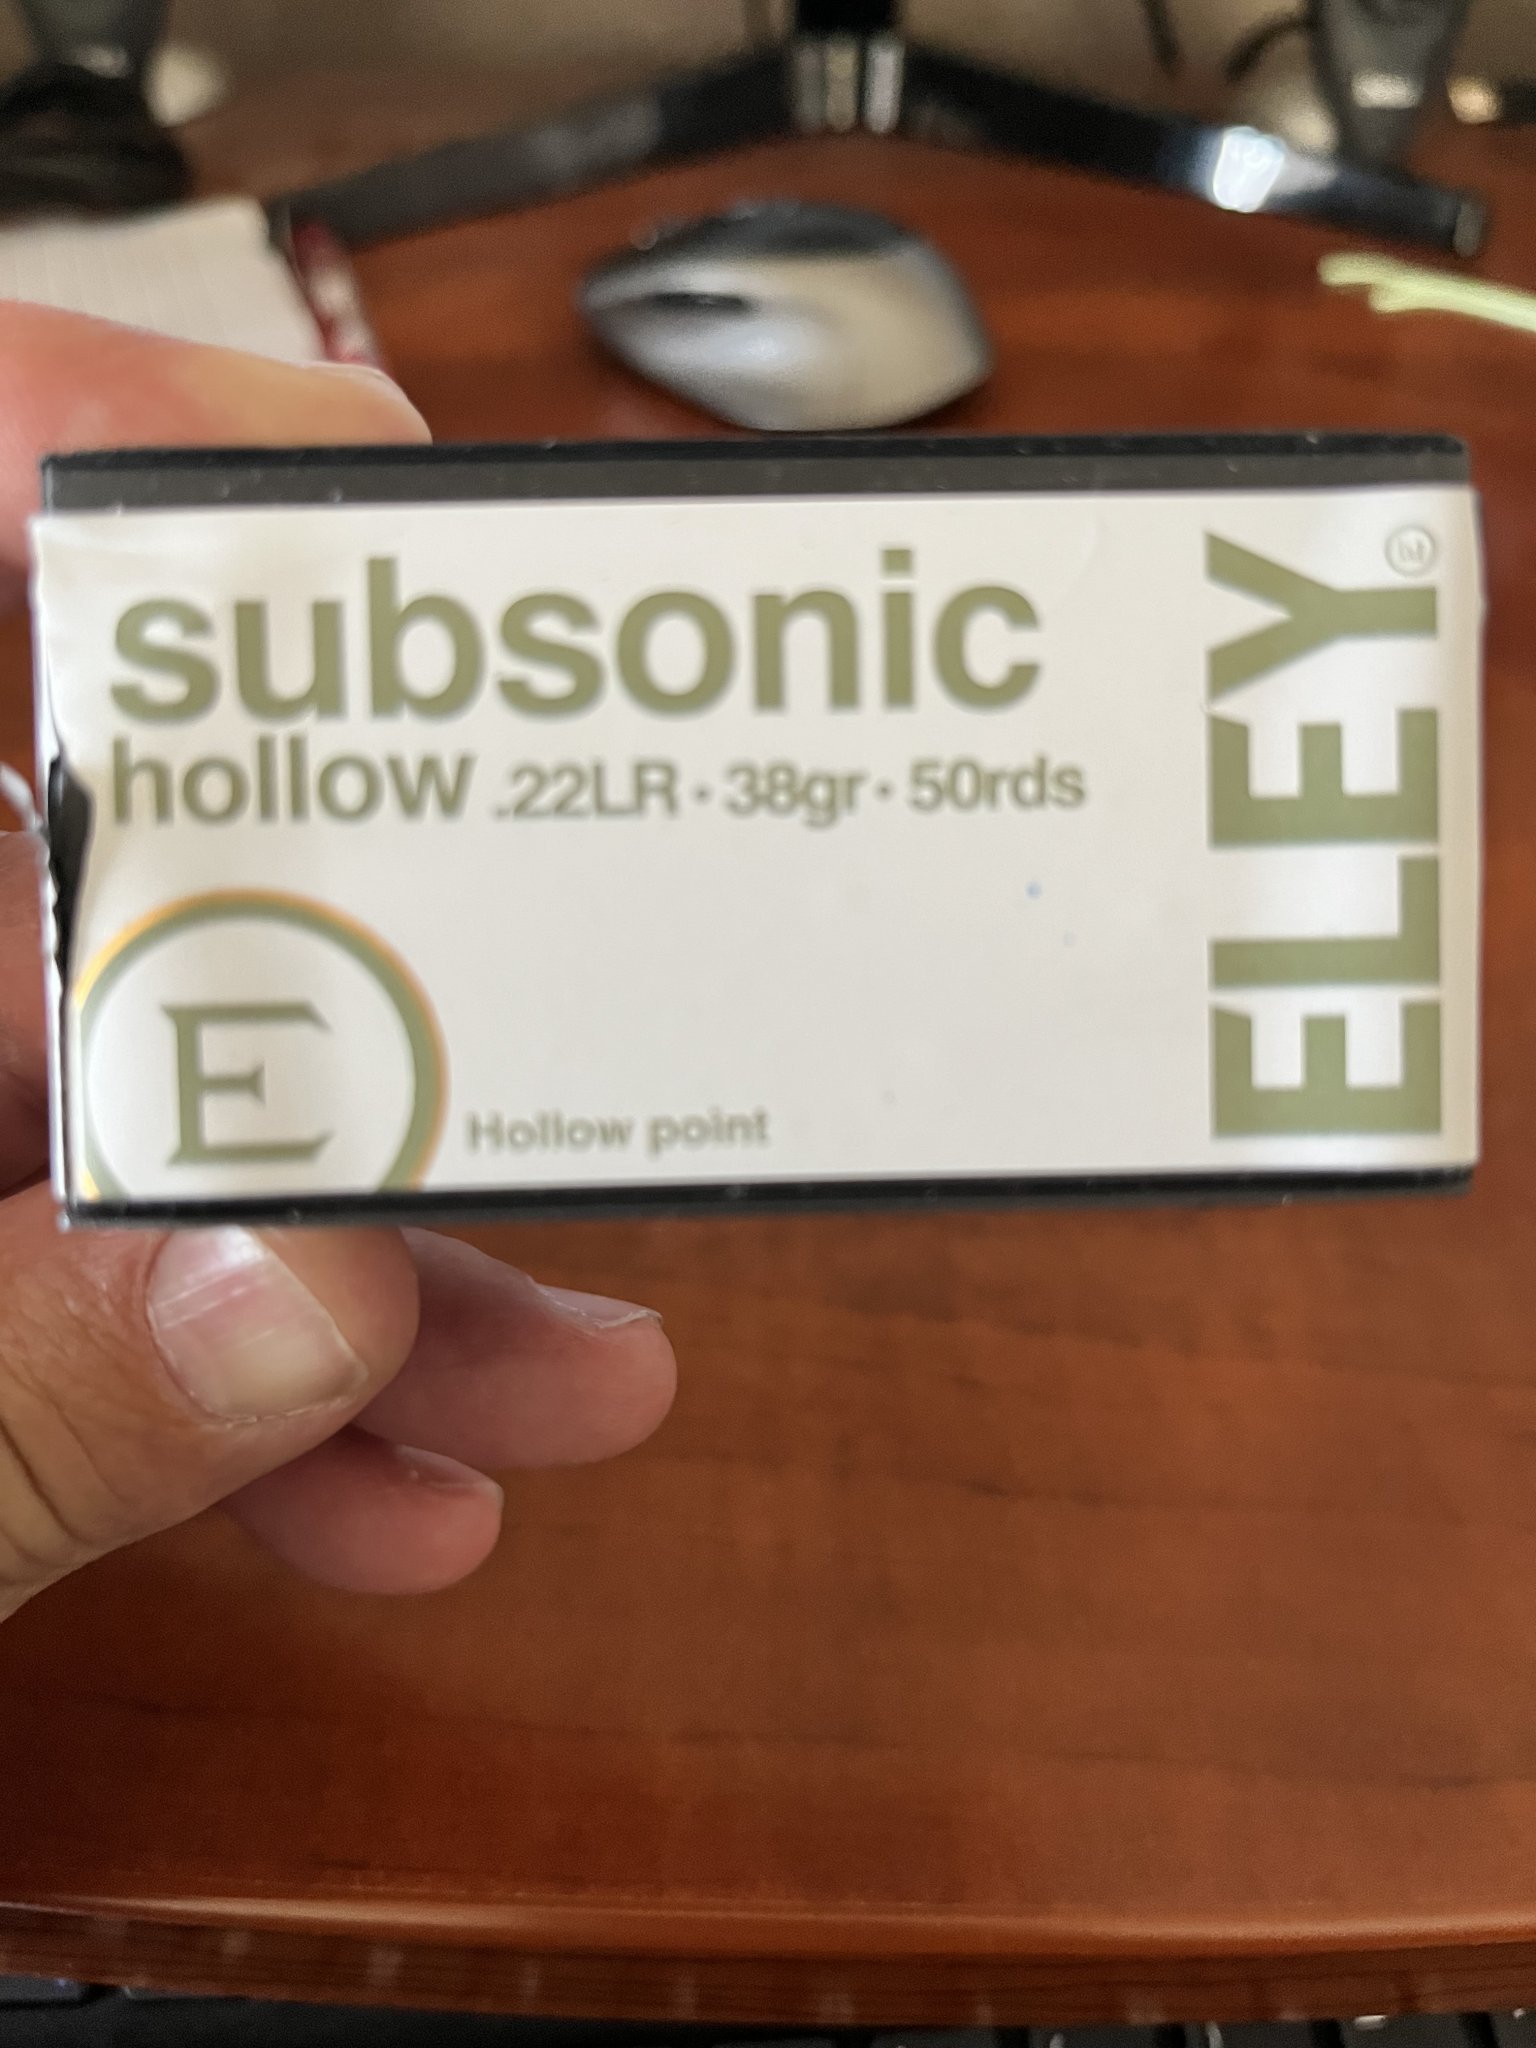 subsonic
hollow .22LR • 38gr • 50rds
E
Hollow point
ELEY®